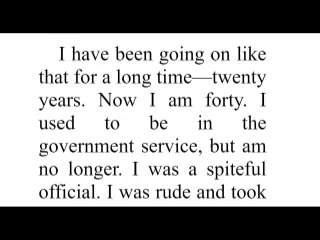 I have been going on like
that for a long time—twenty
years. Now I am forty. I
used to be in the
government service, but am
no longer. I was a spiteful
official. I was rude and took